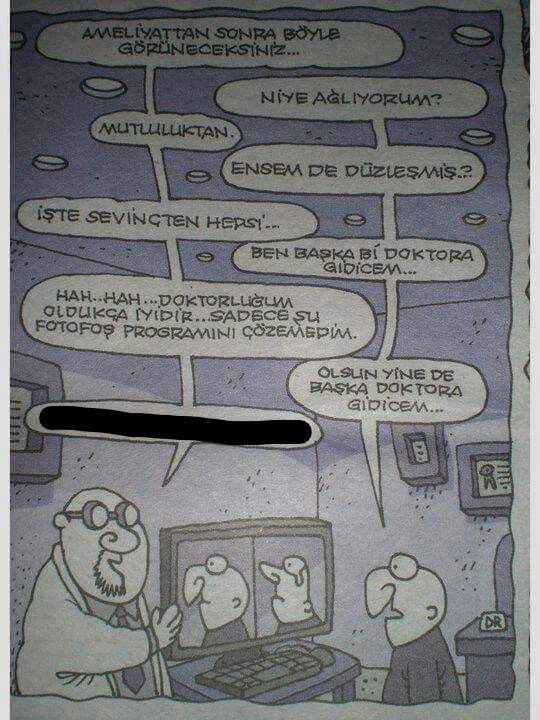 AMELİYATTAN SONRA BÖYLE
GÖRÜNECEKSİNİZ...
NİYE AĞLIYORUM?
MUTLULUKTAN.
ENSEM DE DÜZLEŞMİŞ.?
İŞTE SEVİNÇTEN HEPSİ...
BEN BAŞKA Bİ DOKTORA
GİDİCEM...
HAH..HAH...DOKTORLUĞUM
OLDUKÇA İYİDİR...SADECE ŞU
FOTOFOŞ PROGRAMINI ÇÖZEMEDİM.
OLSUN YİNE DE
BAŞKA DOKTORA
GİDİCEM...
DR